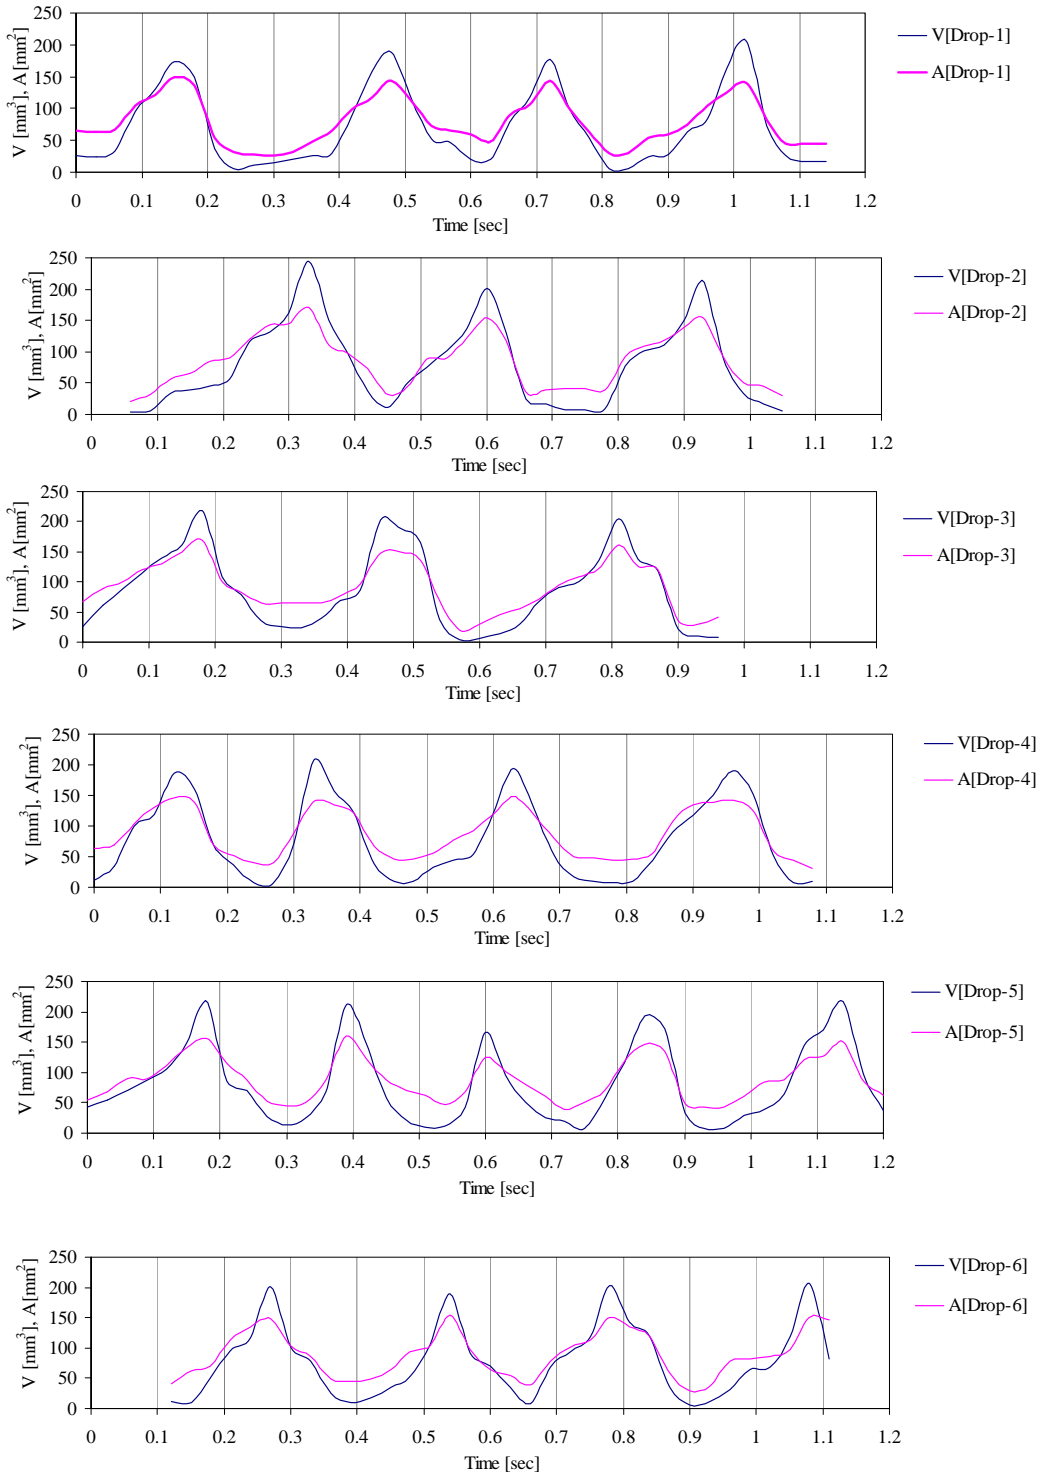 250
200
150
100
50
0
V [mm³], A[mm²]
0 0.1 0.2 0.3 0.4 0.5 0.6 0.7 0.8 0.9 1 1.1 1.2
Time [sec]
V[Drop-1]
A[Drop-1]
250
200
150
100
50
0
V [mm³], A[mm²]
0 0.1 0.2 0.3 0.4 0.5 0.6 0.7 0.8 0.9 1 1.1 1.2
Time [sec]
V[Drop-2]
A[Drop-2]
250
200
150
100
50
0
V [mm³], A[mm²]
0 0.1 0.2 0.3 0.4 0.5 0.6 0.7 0.8 0.9 1 1.1 1.2
Time [sec]
V[Drop-3]
A[Drop-3]
250
200
150
100
50
0
V [mm³], A[mm²]
0 0.1 0.2 0.3 0.4 0.5 0.6 0.7 0.8 0.9 1 1.1 1.2
Time [sec]
V[Drop-4]
A[Drop-4]
250
200
150
100
50
0
V [mm³], A[mm²]
0 0.1 0.2 0.3 0.4 0.5 0.6 0.7 0.8 0.9 1 1.1 1.2
Time [sec]
V[Drop-5]
A[Drop-5]
250
200
150
100
50
0
V [mm³], A[mm²]
0 0.1 0.2 0.3 0.4 0.5 0.6 0.7 0.8 0.9 1 1.1 1.2
Time [sec]
V[Drop-6]
A[Drop-6]